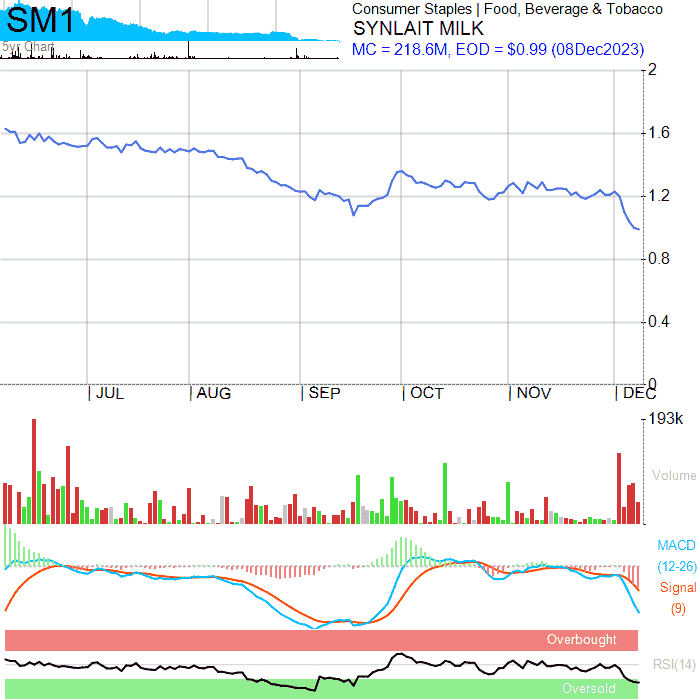 SM1
5yr Chart
Consumer Staples | Food, Beverage & Tobacco
SYNLAIT MILK
MC = 218.6M, EOD = $0.99 (08Dec2023)
2
1.6
1.2
0.8
0.4
0
JUL AUG SEP OCT NOV DEC
193k
Volume
MACD
(12-26)
Signal
(9)
Overbought
RSI(14)
Oversold